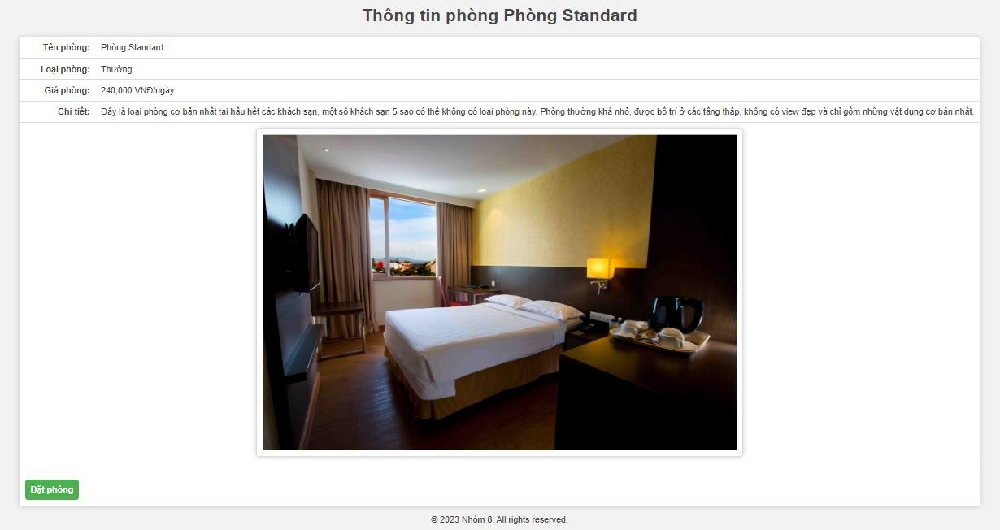 Thông tin phòng Phòng Standard
Tên phòng: Phòng Standard
Loại phòng: Thường
Giá phòng: 240,000 VNĐ/ngày
Chi tiết: Đây là loại phòng cơ bản nhất tại hầu hết các khách sạn, một số khách sạn 5 sao có thể không có loại phòng này. Phòng thường khá nhỏ, được bố trí ở các tầng thấp, không có view đẹp và chỉ gồm những vật dụng cơ bản nhất.
Đặt phòng
© 2023 Nhóm 8. All rights reserved.